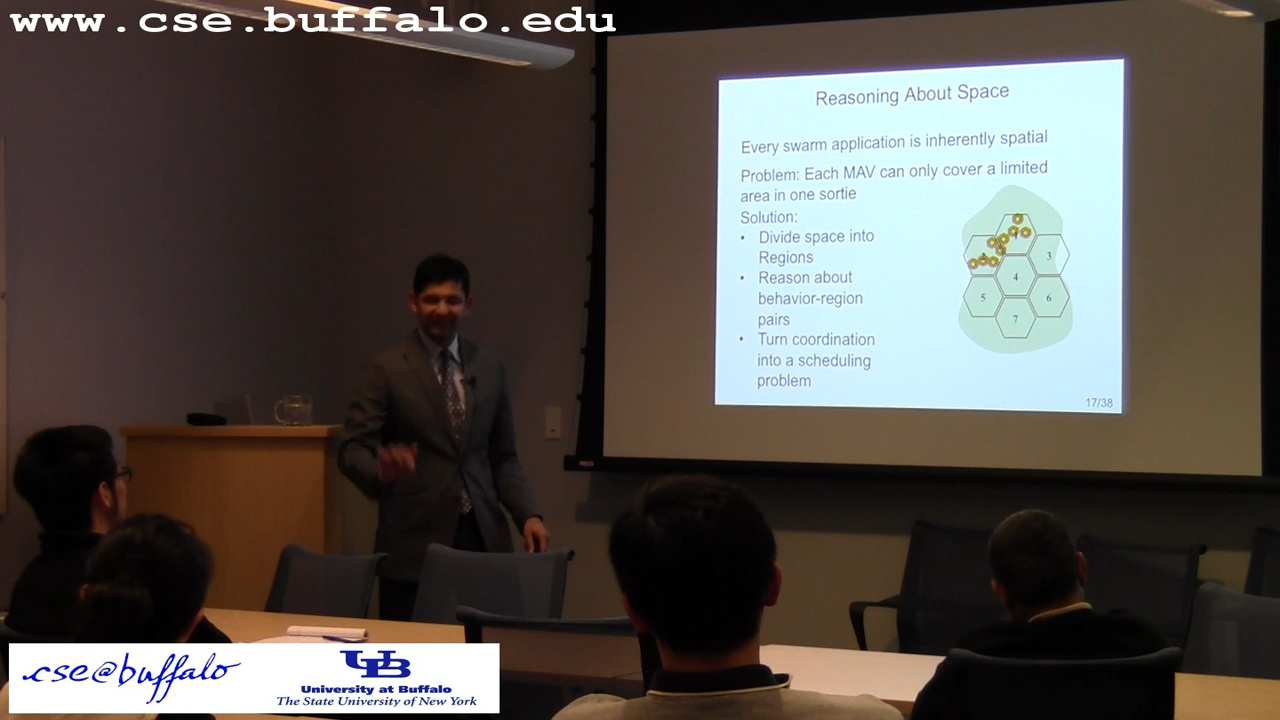 www.cse.buffalo.edu
Reasoning About Space
Every swarm application is inherently spatial
Problem: Each MAV can only cover a limited
area in one sortie
Solution:
• Divide space into
Regions
• Reason about
behavior-region
pairs
• Turn coordination
into a scheduling
problem
1
3
4
5
6
7
17/38
cse@buffalo
UB
University at Buffalo
The State University of New York